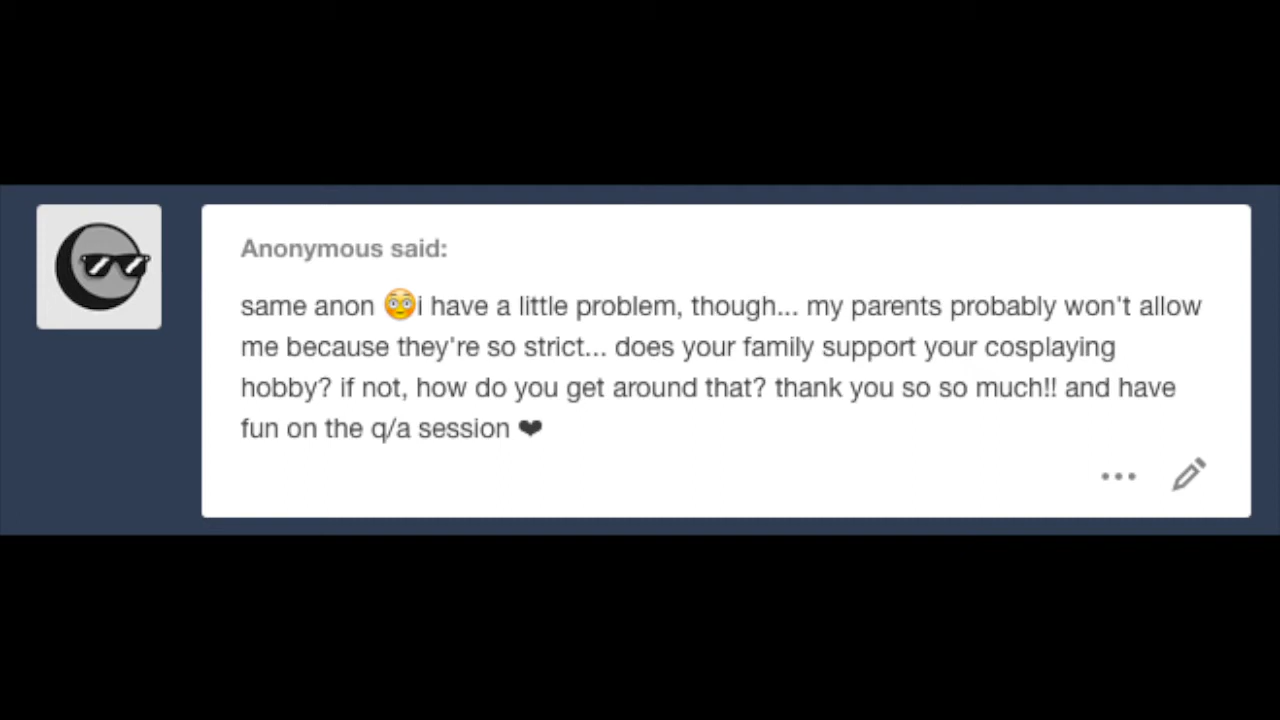 Anonymous said:
same anon 😳i have a little problem, though... my parents probably won't allow
me because they're so strict... does your family support your cosplaying
hobby? if not, how do you get around that? thank you so so much!! and have
fun on the q/a session ❤